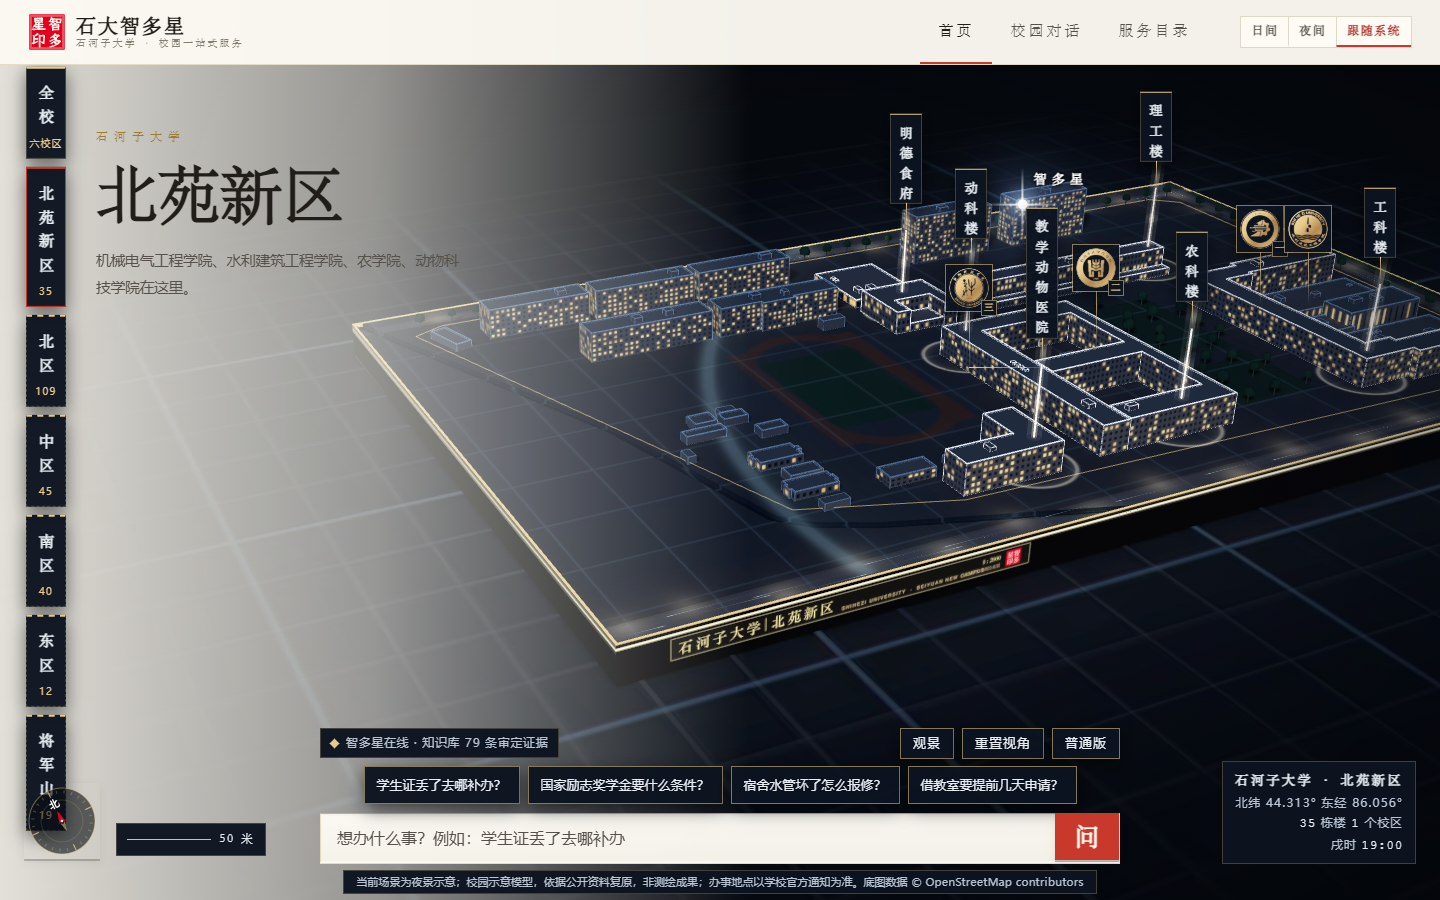 智多星印
石大智多星
石河子大学 · 校园一站式服务
首页
校园对话
服务目录
日间
夜间
跟随系统
全校
六校区
北苑新区
35
北区
109
中区
45
南区
40
东区
12
将军山
19
石河子大学
北苑新区
机械电气工程学院、水利建筑工程学院、农学院、动物科
技学院在这里。
明德食府
动科楼
智多星
教学动物医院
理工楼
农科楼
工科楼
三
二
石河子大学 | 北苑新区
SHIHEZI UNIVERSITY · BEIYUAN NEW CAMPUS
1:2000
智多星印
北
50 米
◆ 智多星在线 · 知识库 79 条审定证据
观景
重置视角
普通版
学生证丢了去哪补办？
国家励志奖学金要什么条件？
宿舍水管坏了怎么报修？
借教室要提前几天申请？
想办什么事？例如：学生证丢了去哪补办
问
当前场景为夜景示意；校园示意模型，依据公开资料复原，非测绘成果；办事地点以学校官方通知为准。底图数据 © OpenStreetMap contributors
石河子大学 · 北苑新区
北纬 44.313° 东经 86.056°
35 栋楼 1 个校区
戌时 19:00